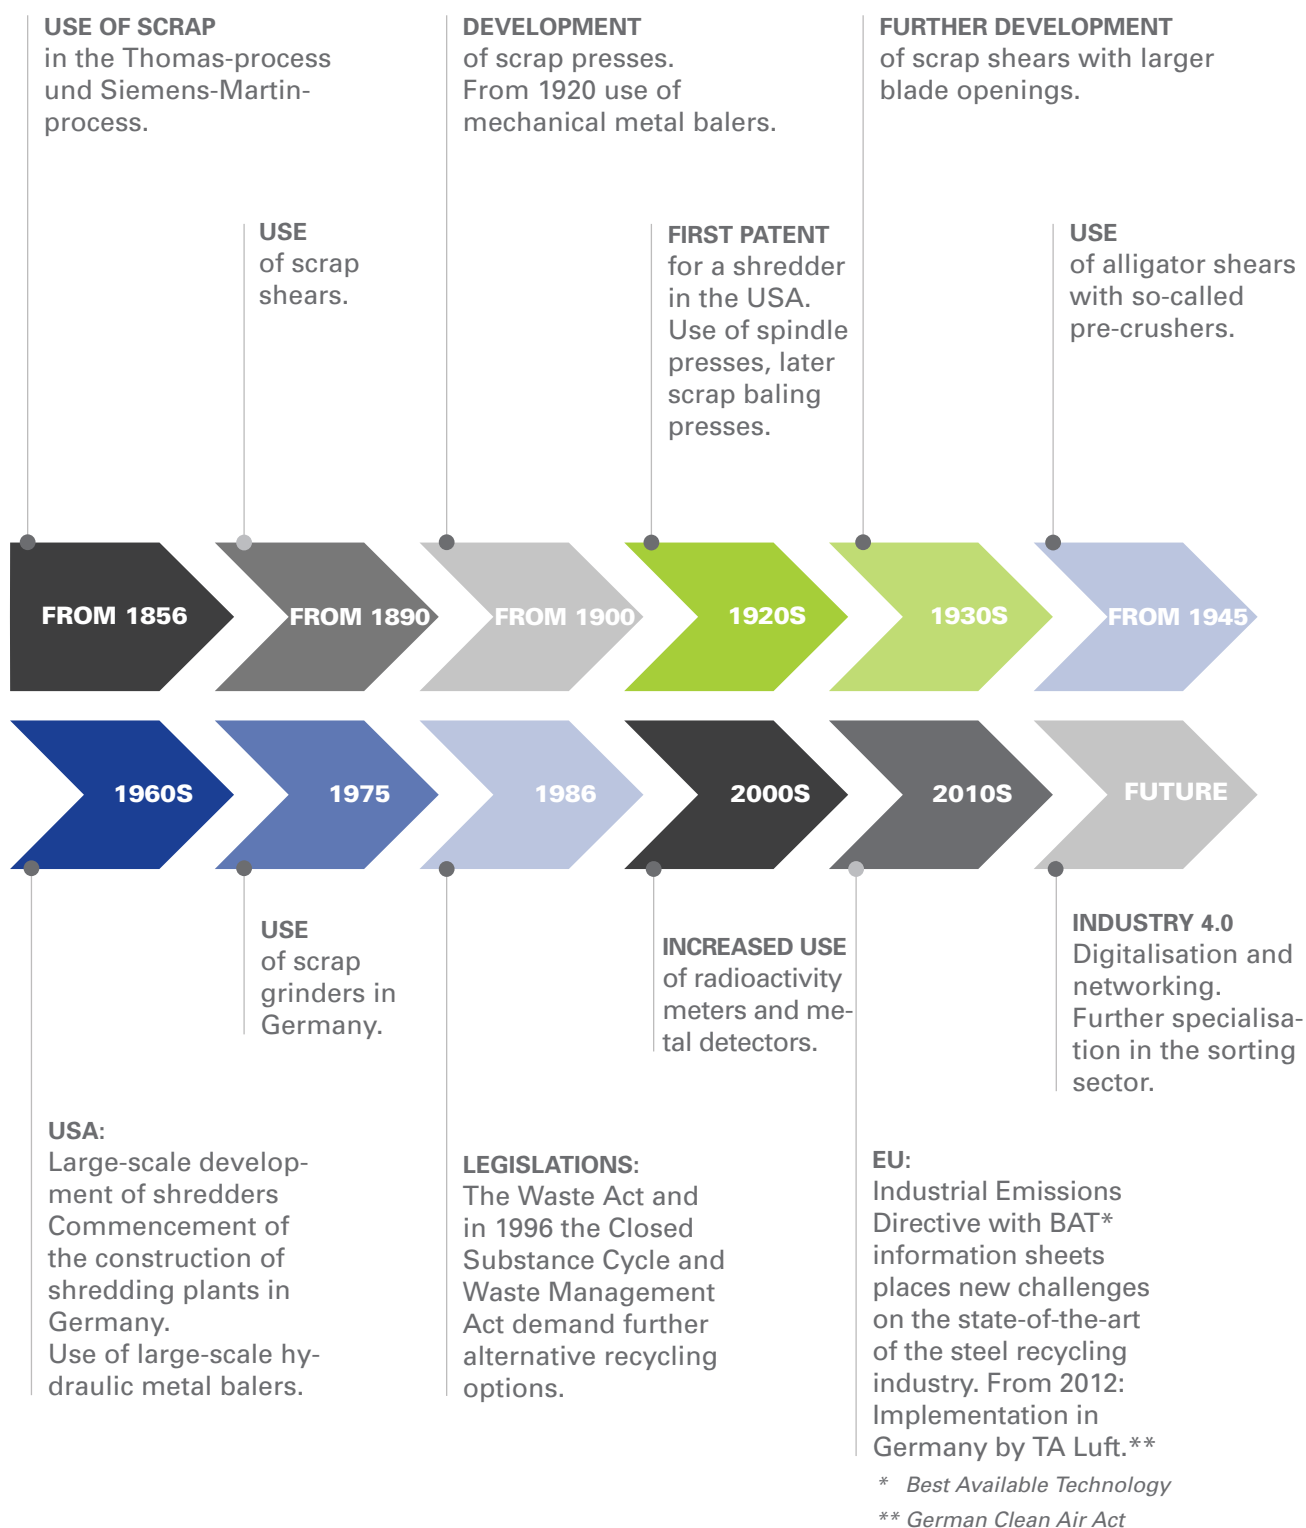 USE OF SCRAP
in the Thomas-process
und Siemens-Martin-
process.
DEVELOPMENT
of scrap presses.
From 1920 use of
mechanical metal balers.
FURTHER DEVELOPMENT
of scrap shears with larger
blade openings.
USE
of scrap
shears.
FIRST PATENT
for a shredder
in the USA.
Use of spindle
presses, later
scrap baling
presses.
USE
of alligator shears
with so-called
pre-crushers.
FROM 1856
FROM 1890
FROM 1900
1920S
1930S
FROM 1945
1960S
1975
1986
2000S
2010S
FUTURE
USE
of scrap
grinders in
Germany.
INCREASED USE
of radioactivity
meters and me-
tal detectors.
INDUSTRY 4.0
Digitalisation and
networking.
Further specialisa-
tion in the sorting
sector.
USA:
Large-scale develop-
ment of shredders
Commencement of
the construction of
shredding plants in
Germany.
Use of large-scale hy-
draulic metal balers.
LEGISLATIONS:
The Waste Act and
in 1996 the Closed
Substance Cycle and
Waste Management
Act demand further
alternative recycling
options.
EU:
Industrial Emissions
Directive with BAT*
information sheets
places new challenges
on the state-of-the-art
of the steel recycling
industry. From 2012:
Implementation in
Germany by TA Luft.**
* Best Available Technology
** German Clean Air Act